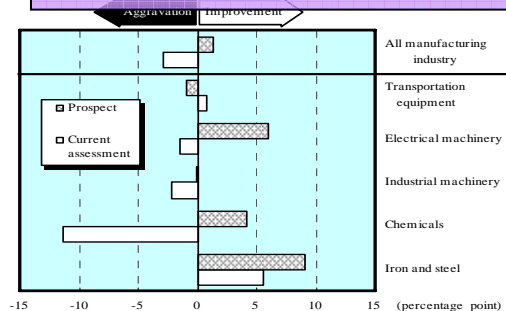 Aggravation Improvement
All manufacturing
industry
Transportation
equipment
Prospect
Current
assessment
Electrical machinery
Industrial machinery
Chemicals
Iron and steel
-15 -10 -5 0 5 10 15 (percentage point)